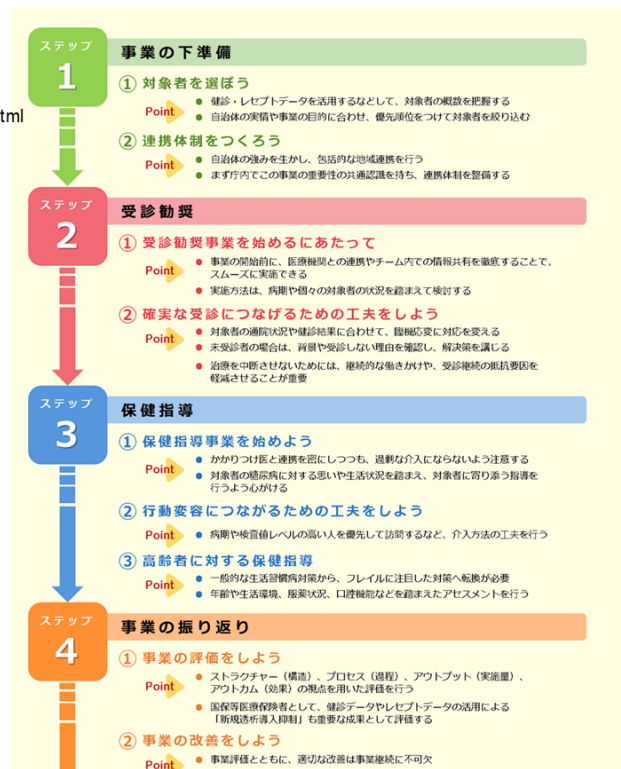 ステップ
1
事業の下準備
① 対象者を選ぼう
Point
● 健診・レセプトデータを活用するなどして、対象者の概数を把握する
● 自治体の実情や事業の目的に合わせ、優先順位をつけて対象者を絞り込む
tml
② 連携体制をつくろう
Point
● 自治体の強みを生かし、包括的な地域連携を行う
● まず庁内でこの事業の重要性の共通認識を持ち、連携体制を整備する
ステップ
2
受診勧奨
① 受診勧奨事業を始めるにあたって
Point
● 事業の開始前に、医療機関との連携やチーム内での情報共有を徹底することで、
スムーズに実施できる
● 実施方法は、病期や個々の対象者の状況を踏まえて検討する
② 確実な受診につなげるための工夫をしよう
Point
● 対象者の通院状況や健診結果に合わせて、臨機応変に対応を変える
● 未受診者の場合は、背景や受診しない理由を確認し、解決策を講じる
● 治療を中断させないためには、継続的な働きかけや、受診継続の抵抗要因を
軽減させることが重要
ステップ
3
保健指導
① 保健指導事業を始めよう
Point
● かかりつけ医と連携を密にしつつも、過剰な介入にならないよう注意する
● 対象者の糖尿病に対する思いや生活状況を踏まえ、対象者に寄り添う指導を
行うよう心がける
② 行動変容につながるための工夫をしよう
Point
● 病期や検査値レベルの高い人を優先して訪問するなど、介入方法の工夫を行う
③ 高齢者に対する保健指導
Point
● 一般的な生活習慣病対策から、フレイルに注目した対策へ転換が必要
● 年齢や生活環境、服薬状況、口腔機能などを踏まえたアセスメントを行う
ステップ
4
事業の振り返り
① 事業の評価をしよう
Point
● ストラクチャー（構造）、プロセス（過程）、アウトプット（実施量）、
アウトカム（効果）の視点を用いた評価を行う
● 国保等医療保険者として、健診データやレセプトデータの活用による
「新規透析導入抑制」も重要な成果として評価する
② 事業の改善をしよう
Point
● 事業評価とともに、適切な改善は事業継続に不可欠